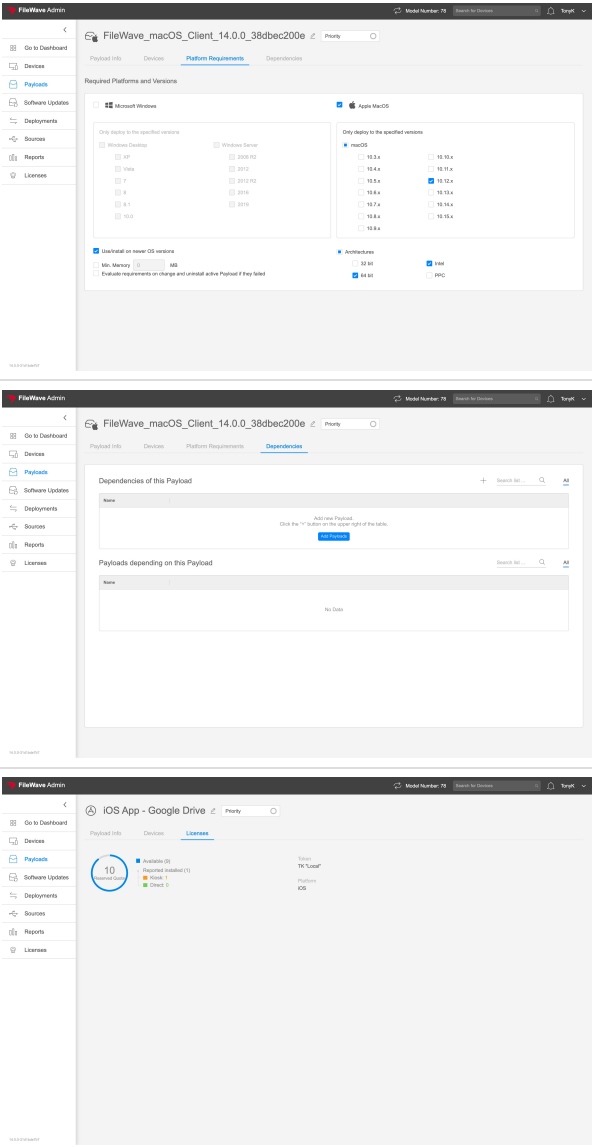 FileWave Admin
Model Number: 78
Search for Devices
TonyK
Go to Dashboard
Devices
Payloads
Software Updates
Deployments
Sources
Reports
Licenses
FileWave_macOS_Client_14.0.0_38dbec200e
Priority
Payload Info
Devices
Platform Requirements
Dependencies
Required Platforms and Versions
Microsoft Windows
Only deploy to the specified versions
Windows Desktop
Windows Server
XP
2008 R2
Vista
2012
7
2012 R2
8
2016
8.1
2019
10.0
Apple MacOS
Only deploy to the specified versions
macOS
10.3.x
10.10.x
10.4.x
10.11.x
10.5.x
10.12.x
10.6.x
10.13.x
10.7.x
10.14.x
10.8.x
10.15.x
10.9.x
Use/install on newer OS versions
Min. Memory
0
MB
Evaluate requirements on change and uninstall active Payload if they failed
Architectures
32 bit
Intel
64 bit
PPC
FileWave Admin
Model Number: 78
Search for Devices
TonyK
Go to Dashboard
Devices
Payloads
Software Updates
Deployments
Sources
Reports
Licenses
FileWave_macOS_Client_14.0.0_38dbec200e
Priority
Payload Info
Devices
Platform Requirements
Dependencies
Dependencies of this Payload
Search list ...
All
Name
Add new Payload.
Click the "+" button on the upper right of the table.
Add Payloads
Payloads depending on this Payload
Search list ...
All
Name
No Data
FileWave Admin
Model Number: 78
Search for Devices
TonyK
Go to Dashboard
Devices
Payloads
Software Updates
Deployments
Sources
Reports
Licenses
iOS App - Google Drive
Priority
Payload Info
Devices
Licenses
10
Reserved Quota
Available (9)
Reported installed (1)
Kiosk: 1
Direct: 0
Token
TK "Local"
Platform
iOS